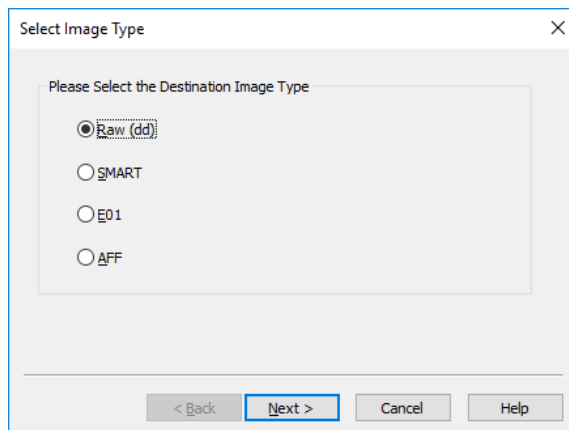 Select Image Type
Please Select the Destination Image Type
Raw (dd)
SMART
E01
AFF
< Back Next > Cancel Help